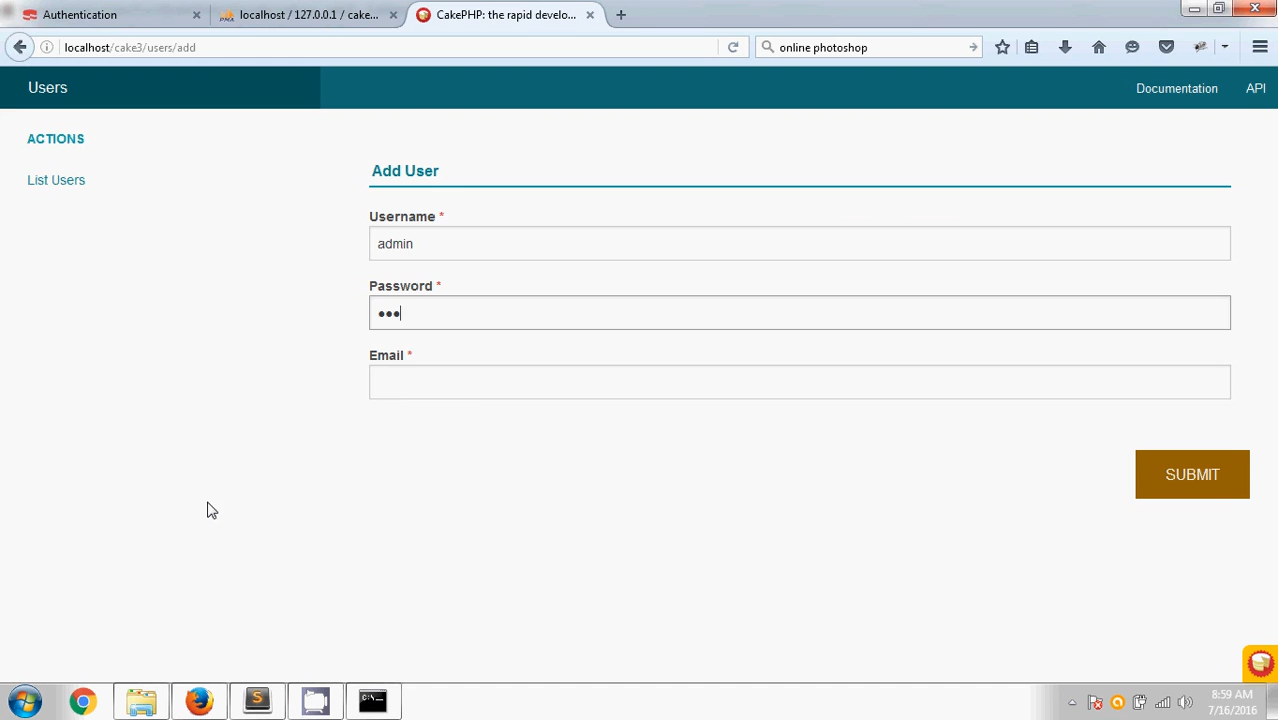 Authentication
localhost / 127.0.0.1 / cake...
CakePHP: the rapid develo...
localhost/cake3/users/add
online photoshop
Users
Documentation
API
ACTIONS
List Users
Add User
Username *
admin
Password *
Email *
SUBMIT
8:59 AM
7/16/2016